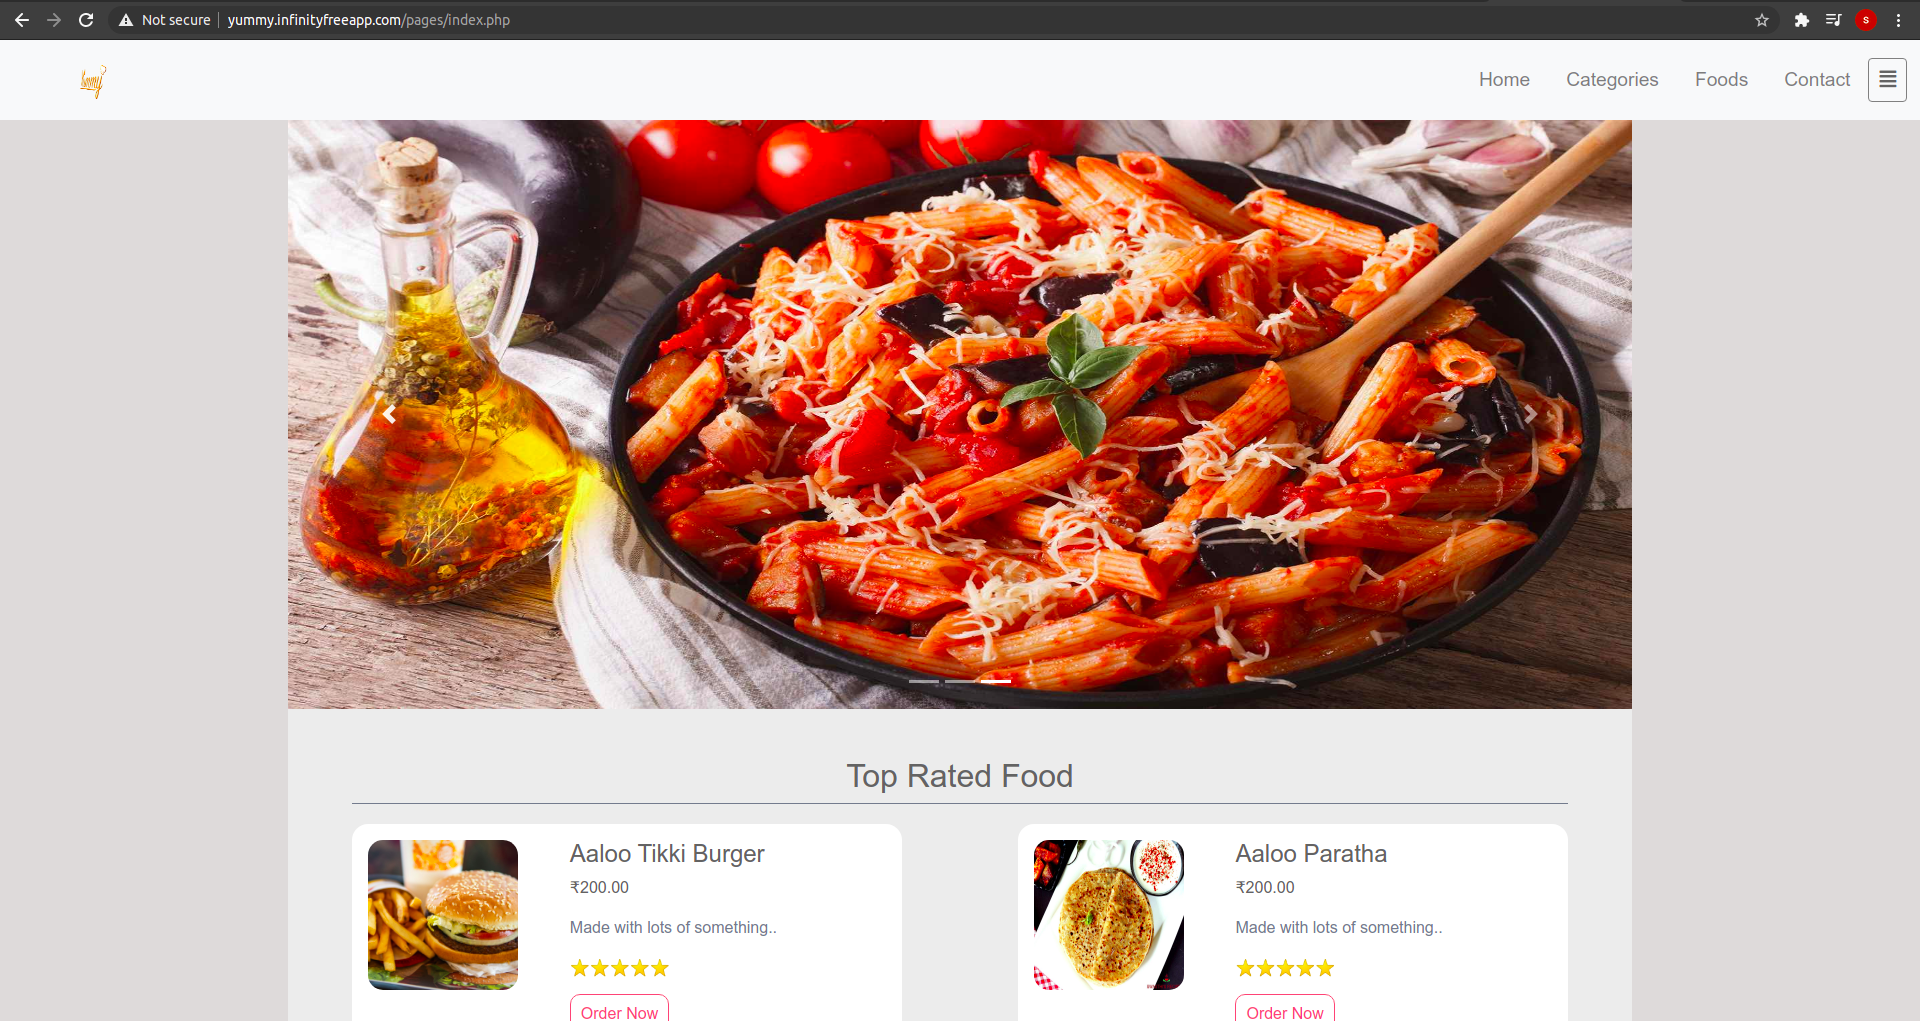 Not secure yummy.infinityfreeapp.com/pages/index.php
S
Yummy
Home Categories Foods Contact
Top Rated Food
Aaloo Tikki Burger
₹200.00
Made with lots of something..
Order Now
Aaloo Paratha
₹200.00
Made with lots of something..
Order Now